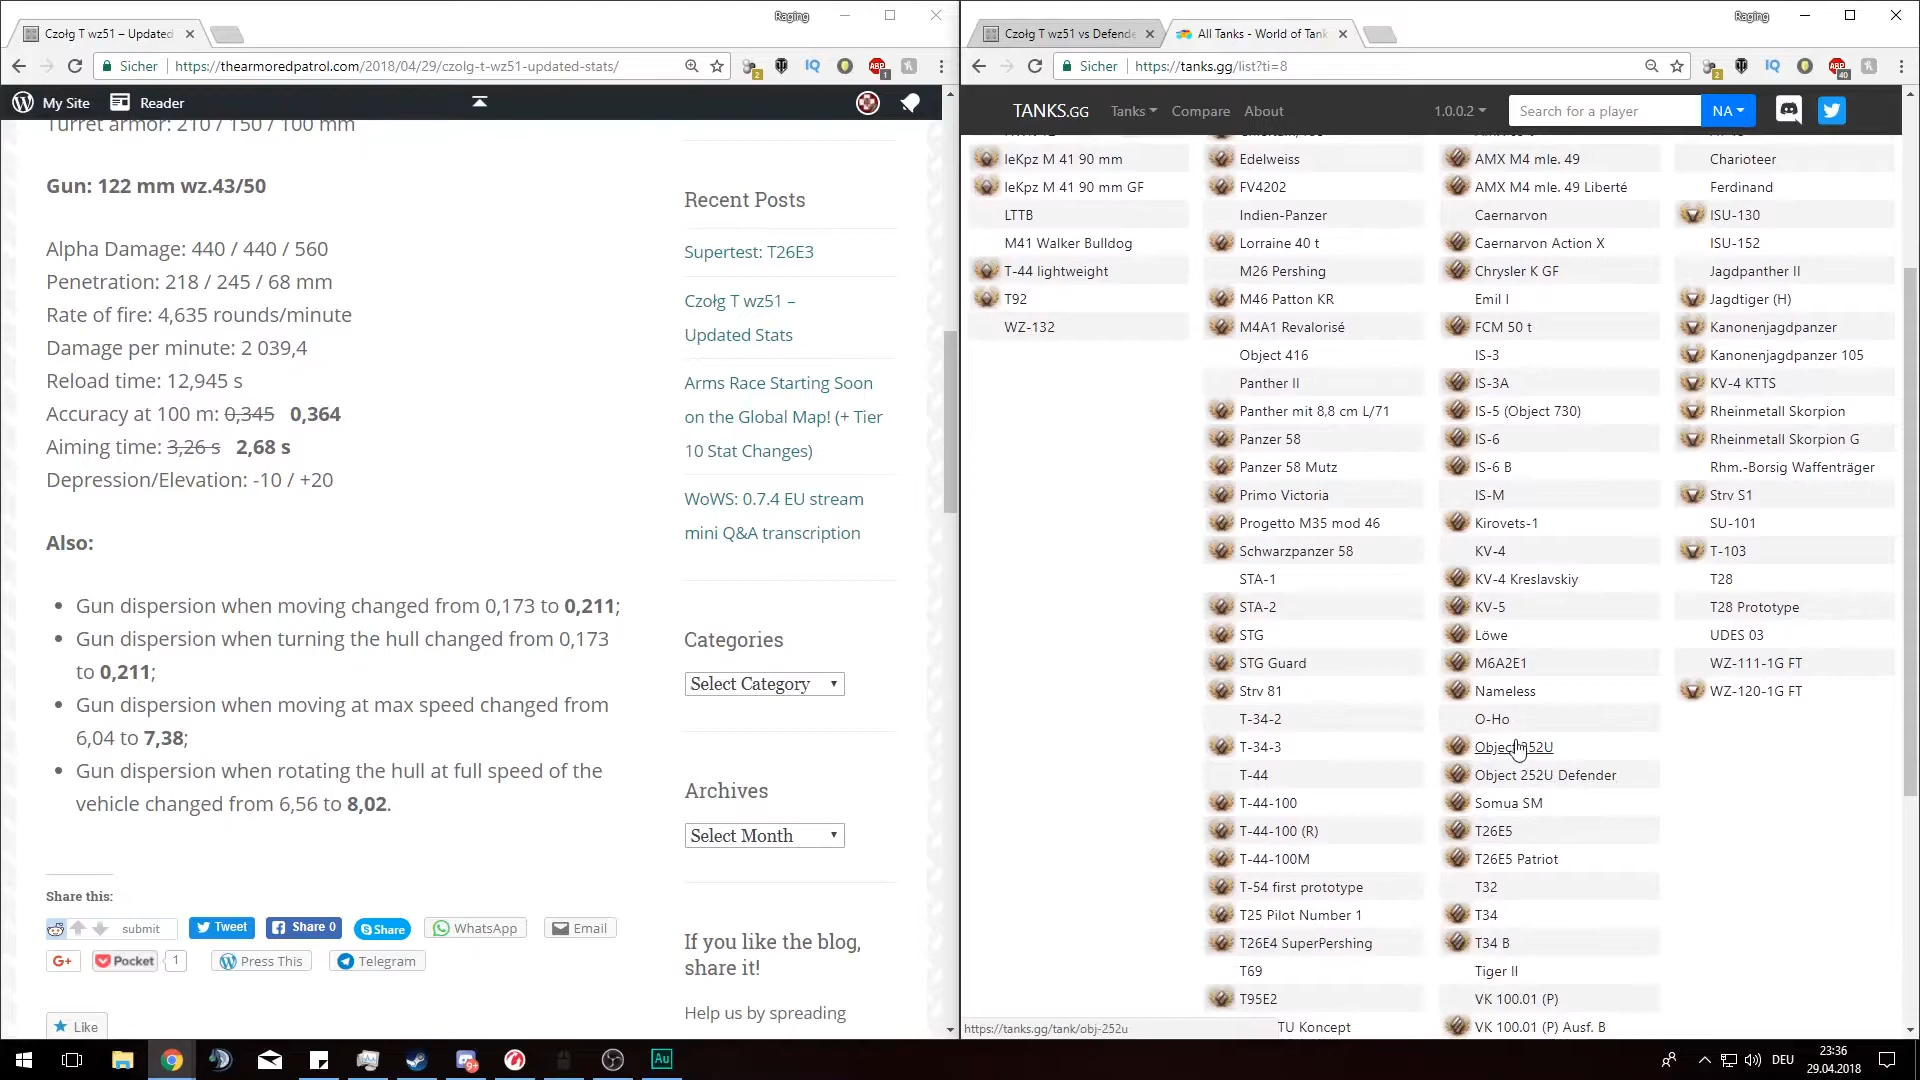 Czołg T wz51 – Updated
Raging
Sicher
https://thearmoredpatrol.com/2018/04/29/czolg-t-wz51-updated-stats/
My Site
Reader
Turret armor: 210 / 150 / 100 mm
Gun: 122 mm wz.43/50
Alpha Damage: 440 / 440 / 560
Penetration: 218 / 245 / 68 mm
Rate of fire: 4,635 rounds/minute
Damage per minute: 2 039,4
Reload time: 12,945 s
Accuracy at 100 m: 0,345 0,364
Aiming time: 3,26 s 2,68 s
Depression/Elevation: -10 / +20
Also:
Gun dispersion when moving changed from 0,173 to 0,211;
Gun dispersion when turning the hull changed from 0,173
to 0,211;
Gun dispersion when moving at max speed changed from
6,04 to 7,38;
Gun dispersion when rotating the hull at full speed of the
vehicle changed from 6,56 to 8,02.
Share this:
submit
Tweet
Share 0
Share
WhatsApp
Email
G+
Pocket
1
Press This
Telegram
Like
Recent Posts
Supertest: T26E3
Czołg T wz51 –
Updated Stats
Arms Race Starting Soon
on the Global Map! (+ Tier
10 Stat Changes)
WoWS: 0.7.4 EU stream
mini Q&A transcription
Categories
Select Category
Archives
Select Month
If you like the blog,
share it!
Help us by spreading
Czołg T wz51 vs Defende
All Tanks - World of Tank
Raging
Sicher
https://tanks.gg/list?ti=8
TANKS.GG
Tanks
Compare
About
1.0.0.2
Search for a player
NA
leKpz M 41 90 mm
leKpz M 41 90 mm GF
LTTB
M41 Walker Bulldog
T-44 lightweight
T92
WZ-132
Edelweiss
FV4202
Indien-Panzer
Lorraine 40 t
M26 Pershing
M46 Patton KR
M4A1 Revalorisé
Object 416
Panther II
Panther mit 8,8 cm L/71
Panzer 58
Panzer 58 Mutz
Primo Victoria
Progetto M35 mod 46
Schwarzpanzer 58
STA-1
STA-2
STG
STG Guard
Strv 81
T-34-2
T-34-3
T-44
T-44-100
T-44-100 (R)
T-44-100M
T-54 first prototype
T25 Pilot Number 1
T26E4 SuperPershing
T69
T95E2
TU Konzept
AMX M4 mle. 49
AMX M4 mle. 49 Liberté
Caernarvon
Caernarvon Action X
Chrysler K GF
Emil I
FCM 50 t
IS-3
IS-3A
IS-5 (Object 730)
IS-6
IS-6 B
IS-M
Kirovets-1
KV-4
KV-4 Kreslavskiy
KV-5
Löwe
M6A2E1
Nameless
O-Ho
Object 252U
Object 252U Defender
Somua SM
T26E5
T26E5 Patriot
T32
T34
T34 B
Tiger II
VK 100.01 (P)
VK 100.01 (P) Ausf. B
Charioteer
Ferdinand
ISU-130
ISU-152
Jagdpanther II
Jagdtiger (H)
Kanonenjagdpanzer
Kanonenjagdpanzer 105
KV-4 KTTS
Rheinmetall Skorpion
Rheinmetall Skorpion G
Rhm.-Borsig Waffenträger
Strv S1
SU-101
T-103
T28
T28 Prototype
UDES 03
WZ-111-1G FT
WZ-120-1G FT
https://tanks.gg/tank/obj-252u
DEU
23:36
29.04.2018